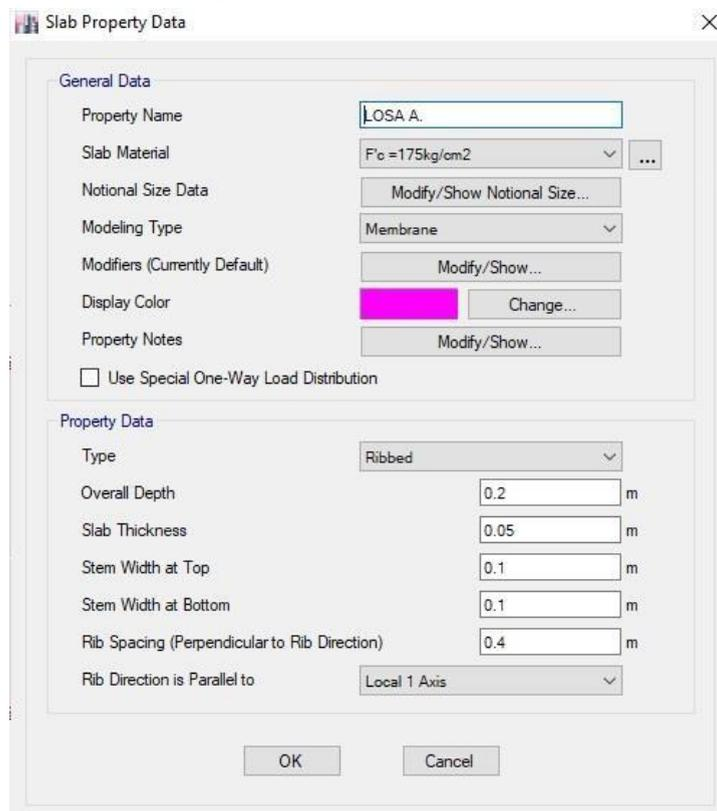 Slab Property Data
General Data
Property Name LOSA A.
Slab Material F'c =175kg/cm2 ...
Notional Size Data Modify/Show Notional Size...
Modeling Type Membrane
Modifiers (Currently Default) Modify/Show...
Display Color Change...
Property Notes Modify/Show...
Use Special One-Way Load Distribution
Property Data
Type Ribbed
Overall Depth 0.2 m
Slab Thickness 0.05 m
Stem Width at Top 0.1 m
Stem Width at Bottom 0.1 m
Rib Spacing (Perpendicular to Rib Direction) 0.4 m
Rib Direction is Parallel to Local 1 Axis
OK Cancel